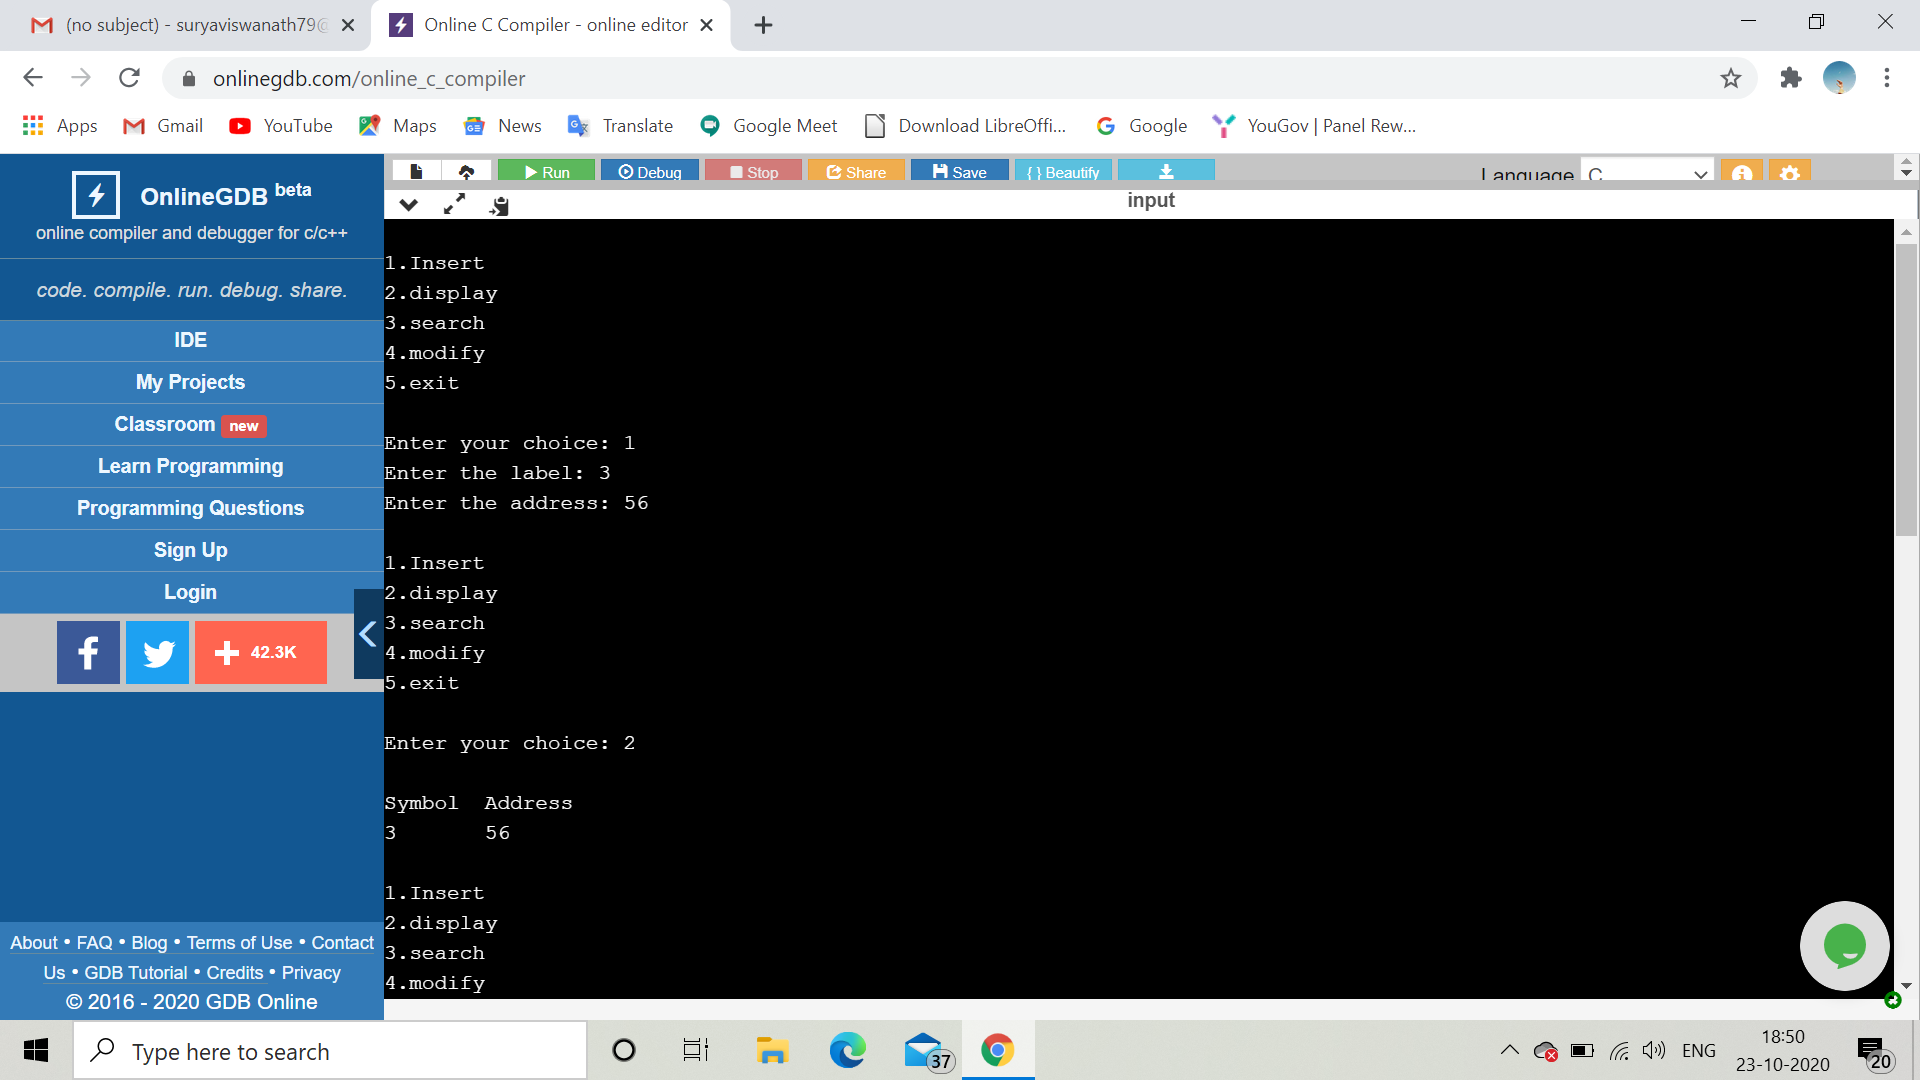 (no subject) - suryaviswanath79@
Online C Compiler - online editor
onlinegdb.com/online_c_compiler
Apps Gmail YouTube Maps News Translate Google Meet Download LibreOffi... Google YouGov | Panel Rew...
OnlineGDB beta
online compiler and debugger for c/c++
code. compile. run. debug. share.
IDE
My Projects
Classroom new
Learn Programming
Programming Questions
Sign Up
Login
42.3K
About • FAQ • Blog • Terms of Use • Contact
Us • GDB Tutorial • Credits • Privacy
© 2016 - 2020 GDB Online
Run Debug Stop Share Save { } Beautify
Language C
input
1.Insert
2.display
3.search
4.modify
5.exit
Enter your choice: 1
Enter the label: 3
Enter the address: 56
1.Insert
2.display
3.search
4.modify
5.exit
Enter your choice: 2
Symbol Address
3 56
1.Insert
2.display
3.search
4.modify
Type here to search
37
ENG
18:50
23-10-2020
20